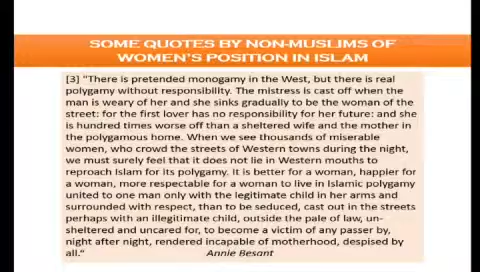 SOME QUOTES BY NON-MUSLIMS OF
WOMEN'S POSITION IN ISLAM
[3] "There is pretended monogamy in the West, but there is real
polygamy without responsibility. The mistress is cast off when the
man is weary of her and she sinks gradually to be the woman of the
street: for the first lover has no responsibility for her future: and she
is hundred times worse off than a sheltered wife and the mother in
the polygamous home. When we see thousands of miserable
women, who crowd the streets of Western towns during the night,
we must surely feel that it does not lie in Western mouths to
reproach Islam for its polygamy. It is better for a woman, happier for
a woman, more respectable for a woman to live in Islamic polygamy
united to one man only with the legitimate child in her arms and
surrounded with respect, than to be seduced, cast out in the streets
perhaps with an illegitimate child, outside the pale of law, un-
sheltered and uncared for, to become a victim of any passer by,
night after night, rendered incapable of motherhood, despised by
all." Annie Besant